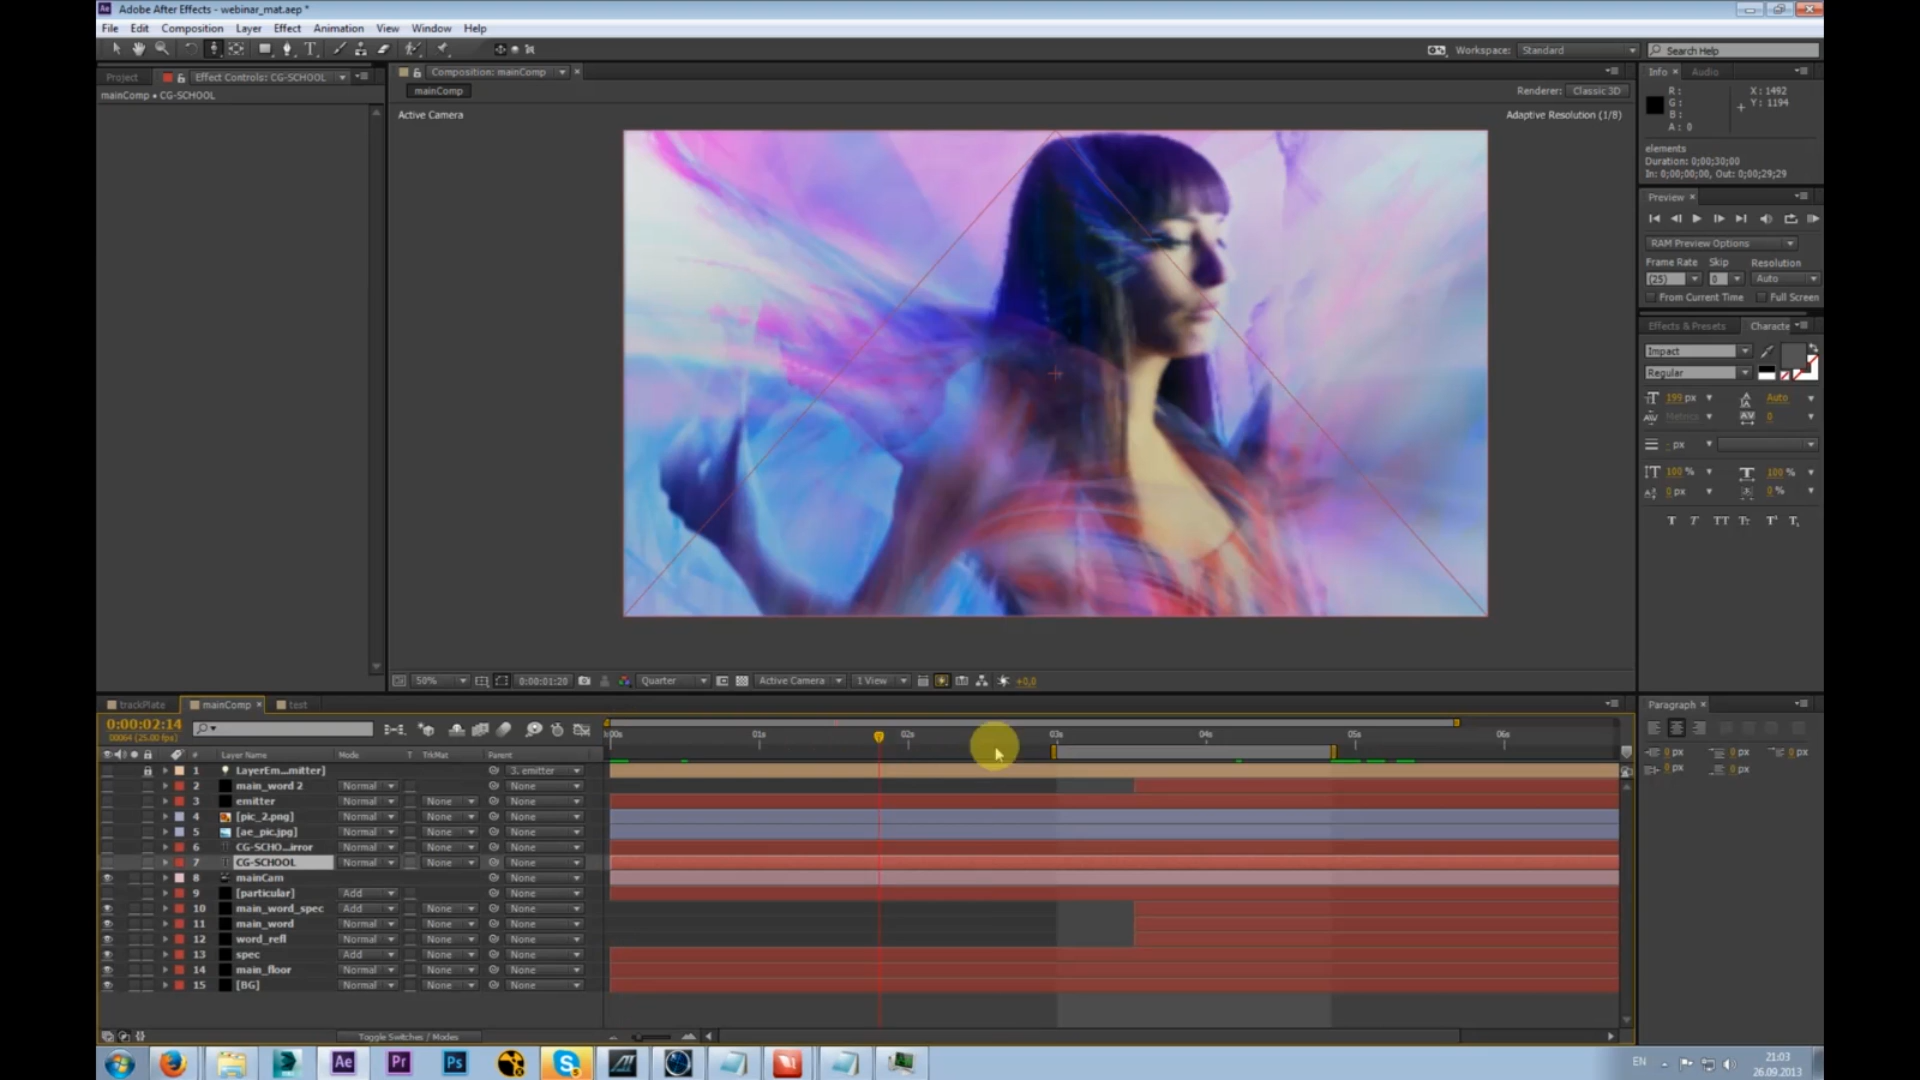 Adobe After Effects - webinar_mat.aep *
File Edit Composition Layer Effect Animation View Window Help
Workspace: Standard Search Help
Project Effect Controls: CG-SCHOOL
mainComp • CG-SCHOOL
Composition: mainComp
mainComp
Renderer: Classic 3D
Active Camera Adaptive Resolution (1/8)
Info Audio
R: X: 1492
G: Y: 1194
B:
A: 0
elements
Duration: 0;00;30;00
In: 0;00;00;00, Out: 0;00;29;29
Preview
RAM Preview Options
Frame Rate Skip Resolution
(25) 0 Auto
From Current Time Full Screen
Effects & Presets Characte
Impact
Regular
199 px Auto
Metrics 0
- px
100 % 100 %
0 px 0 %
T T TT Tr T¹ T,
50% 0:00:01:20 Quarter Active Camera 1 View +0,0
trackPlate mainComp test
0:00:02:14
00064 (25.00 fps)
# Layer Name Mode T TrkMat Parent
:00s 01s 02s 03s 04s 05s 06s
1 LayerEm...mitter] 3. emitter
2 main_word 2 Normal None
3 emitter Normal None None
4 [pic_2.png] Normal None None
5 [ae_pic.jpg] Normal None None
6 CG-SCHO...irror Normal None None
7 CG-SCHOOL Normal None None
8 mainCam None
9 [particular] Add None
10 main_word_spec Add None None
11 main_word Normal None None
12 word_refl Normal None None
13 spec Add None None
14 main_floor Normal None None
15 [BG] Normal None None
Toggle Switches / Modes
Paragraph
0 px 0 px 0 px
0 px 0 px
Ae Pr Ps S
EN 21:03
26.09.2013